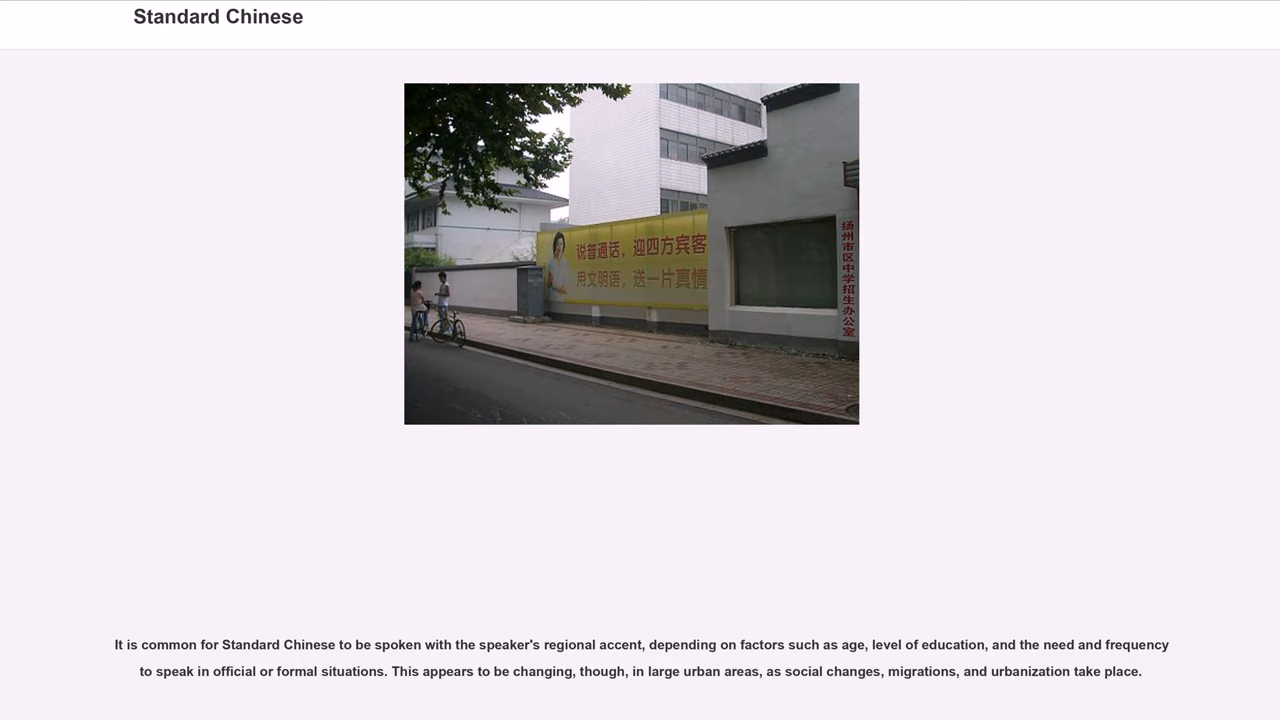 Standard Chinese
说普通话，迎四方宾客
用文明语，送一片真情
扬州市区中学招生办公室
It is common for Standard Chinese to be spoken with the speaker's regional accent, depending on factors such as age, level of education, and the need and frequency
to speak in official or formal situations. This appears to be changing, though, in large urban areas, as social changes, migrations, and urbanization take place.